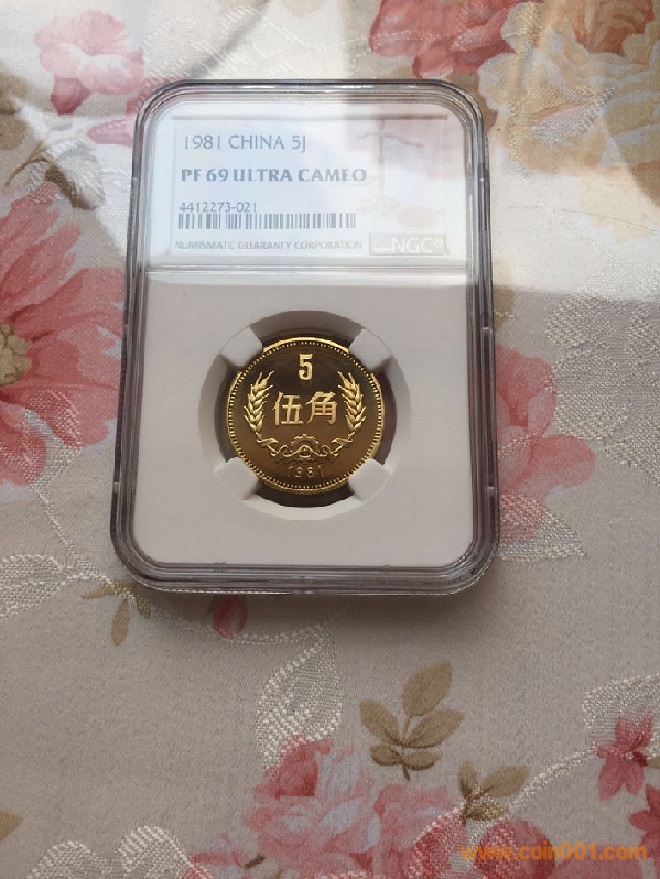 1981 CHINA 5J
PF 69 ULTRA CAMEO
4412273-021
NUMISMATIC GUARANTY CORPORATION
NGC®
5
伍角
1981
www.coin001.com